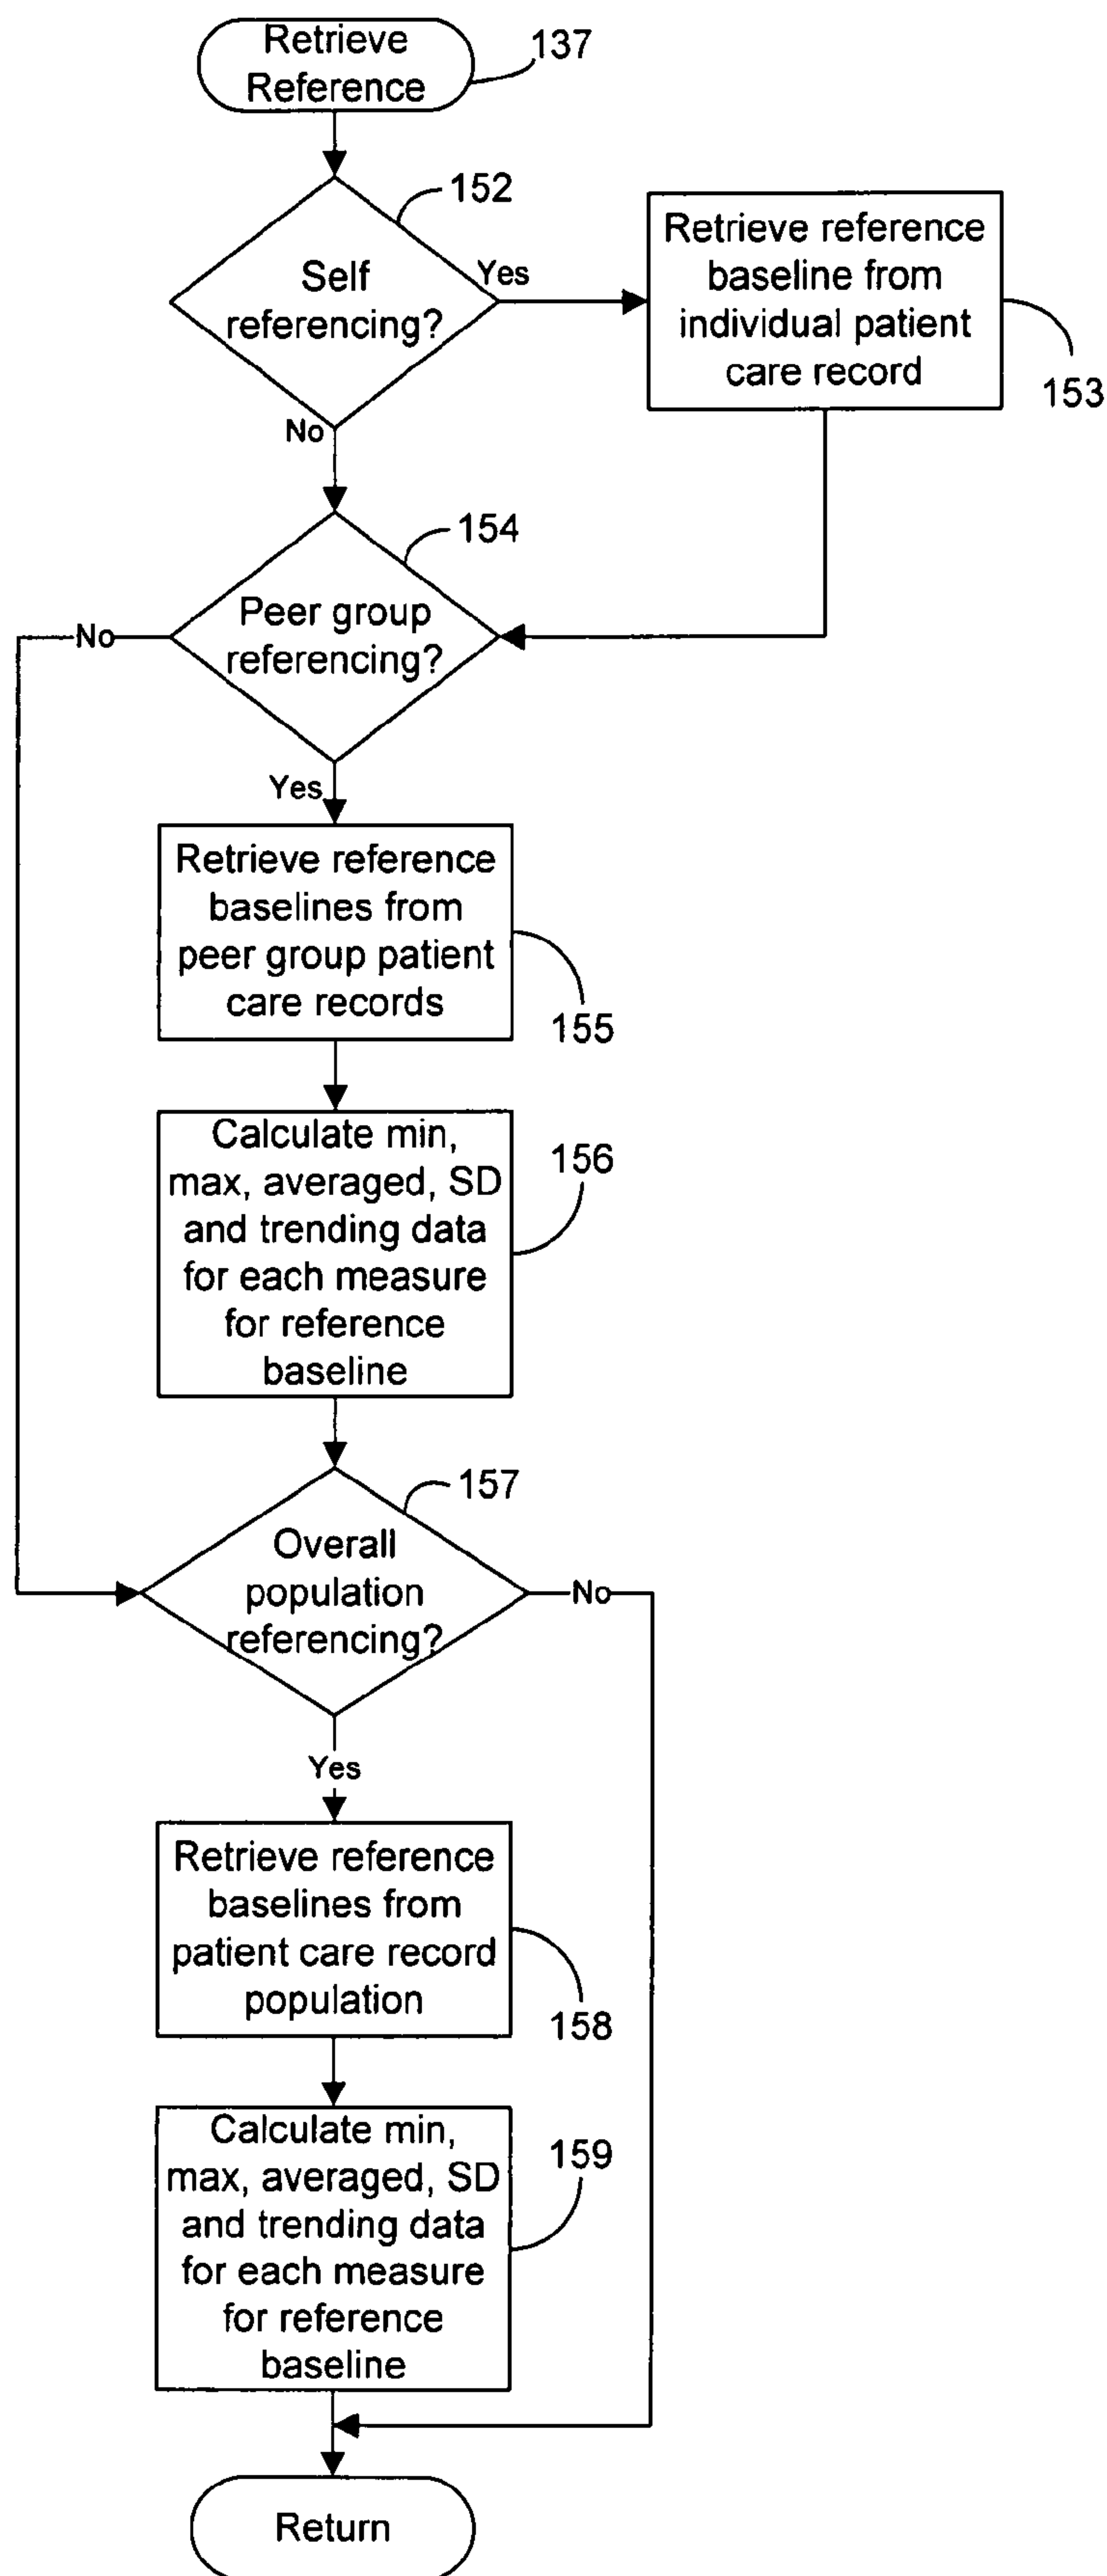 Retrieve
Reference
137
152
Self
referencing?
Yes
No
Retrieve reference
baseline from
individual patient
care record
153
154
Peer group
referencing?
No
Yes
Retrieve reference
baselines from
peer group patient
care records
155
Calculate min,
max, averaged, SD
and trending data
for each measure
for reference
baseline
156
157
Overall
population
referencing?
No
Yes
Retrieve reference
baselines from
patient care record
population
158
Calculate min,
max, averaged, SD
and trending data
for each measure
for reference
baseline
159
Return